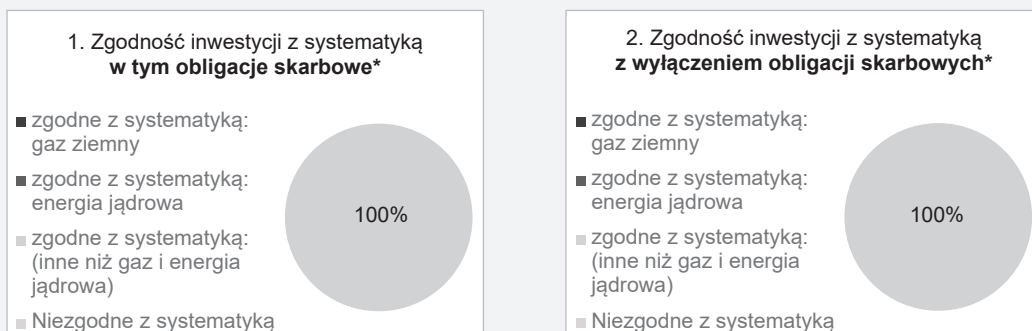 1. Zgodność inwestycji z systematyką
w tym obligacje skarbowe*
zgodne z systematyką:
gaz ziemny
zgodne z systematyką:
energia jądrowa
zgodne z systematyką:
(inne niż gaz i energia
jądrowa)
Niezgodne z systematyką
100%
2. Zgodność inwestycji z systematyką
z wyłączeniem obligacji skarbowych*
zgodne z systematyką:
gaz ziemny
zgodne z systematyką:
energia jądrowa
zgodne z systematyką:
(inne niż gaz i energia
jądrowa)
Niezgodne z systematyką
100%